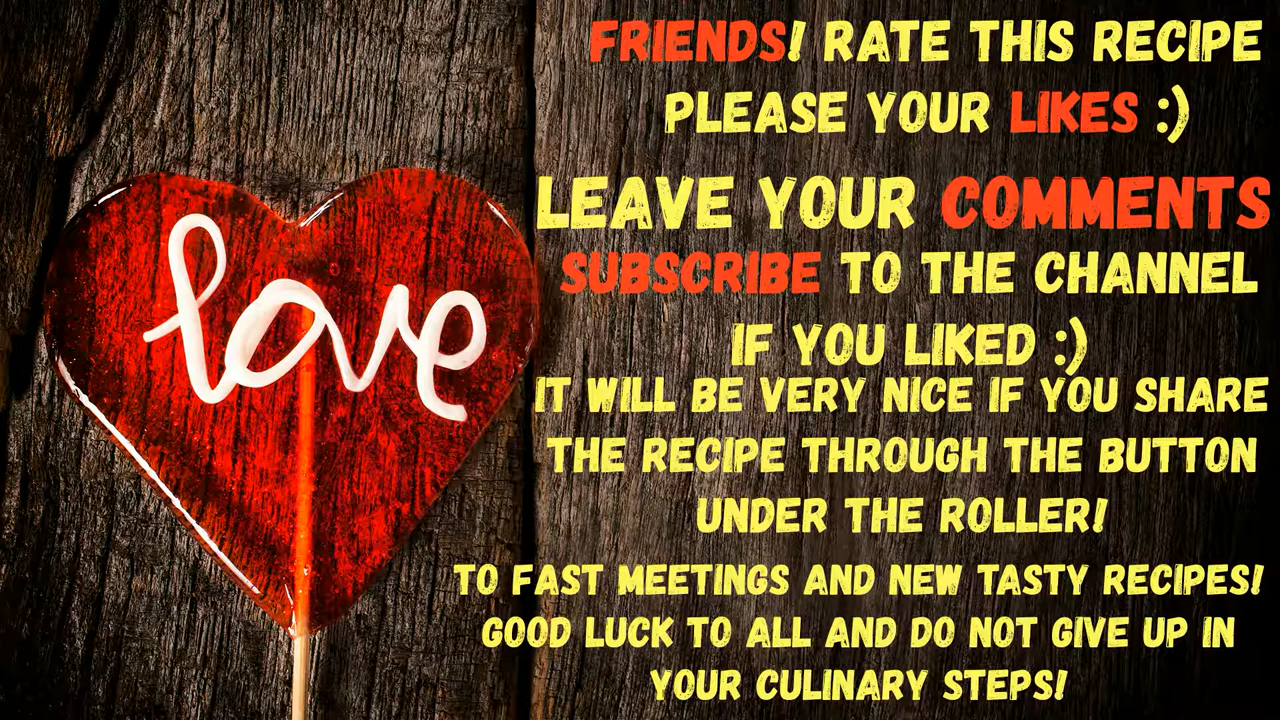 FRIENDS! RATE THIS RECIPE
PLEASE YOUR LIKES :)
LEAVE YOUR COMMENTS
SUBSCRIBE TO THE CHANNEL
IF YOU LIKED :)
IT WILL BE VERY NICE IF YOU SHARE
THE RECIPE THROUGH THE BUTTON
UNDER THE ROLLER!
TO FAST MEETINGS AND NEW TASTY RECIPES!
GOOD LUCK TO ALL AND DO NOT GIVE UP IN
YOUR CULINARY STEPS!
love